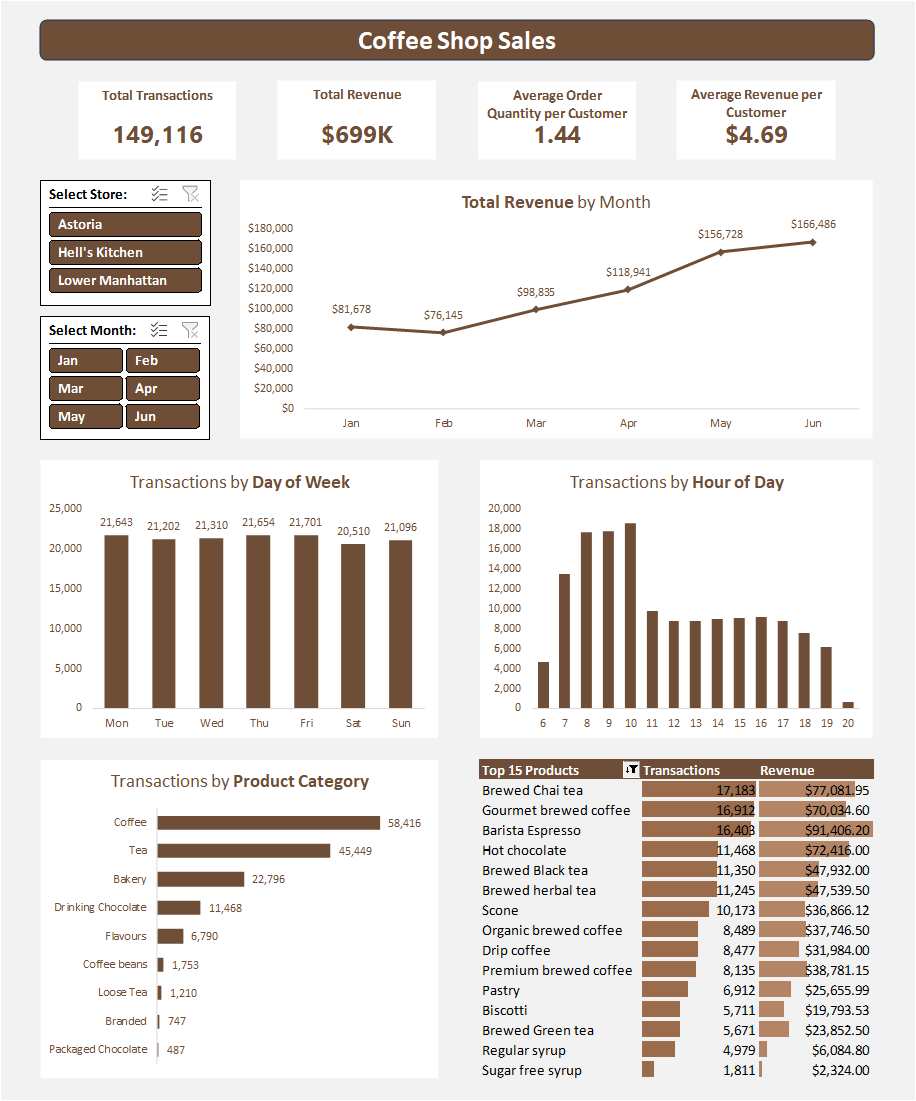 Coffee Shop Sales
Total Transactions
149,116
Total Revenue
$699K
Average Order
Quantity per Customer
1.44
Average Revenue per
Customer
$4.69
Select Store:
Astoria
Hell's Kitchen
Lower Manhattan
Select Month:
Jan Feb
Mar Apr
May Jun
Total Revenue by Month
$180,000
$160,000
$140,000
$120,000
$100,000
$80,000
$60,000
$40,000
$20,000
$0
$81,678 $76,145 $98,835 $118,941 $156,728 $166,486
Jan Feb Mar Apr May Jun
Transactions by Day of Week
25,000
20,000
15,000
10,000
5,000
0
21,643 21,202 21,310 21,654 21,701 20,510 21,096
Mon Tue Wed Thu Fri Sat Sun
Transactions by Hour of Day
20,000
18,000
16,000
14,000
12,000
10,000
8,000
6,000
4,000
2,000
0
6 7 8 9 10 11 12 13 14 15 16 17 18 19 20
Transactions by Product Category
Coffee 58,416
Tea 45,449
Bakery 22,796
Drinking Chocolate 11,468
Flavours 6,790
Coffee beans 1,753
Loose Tea 1,210
Branded 747
Packaged Chocolate 487
Top 15 Products Transactions Revenue
Brewed Chai tea 17,183 $77,081.95
Gourmet brewed coffee 16,912 $70,034.60
Barista Espresso 16,403 $91,406.20
Hot chocolate 11,468 $72,416.00
Brewed Black tea 11,350 $47,932.00
Brewed herbal tea 11,245 $47,539.50
Scone 10,173 $36,866.12
Organic brewed coffee 8,489 $37,746.50
Drip coffee 8,477 $31,984.00
Premium brewed coffee 8,135 $38,781.15
Pastry 6,912 $25,655.99
Biscotti 5,711 $19,793.53
Brewed Green tea 5,671 $23,852.50
Regular syrup 4,979 $6,084.80
Sugar free syrup 1,811 $2,324.00